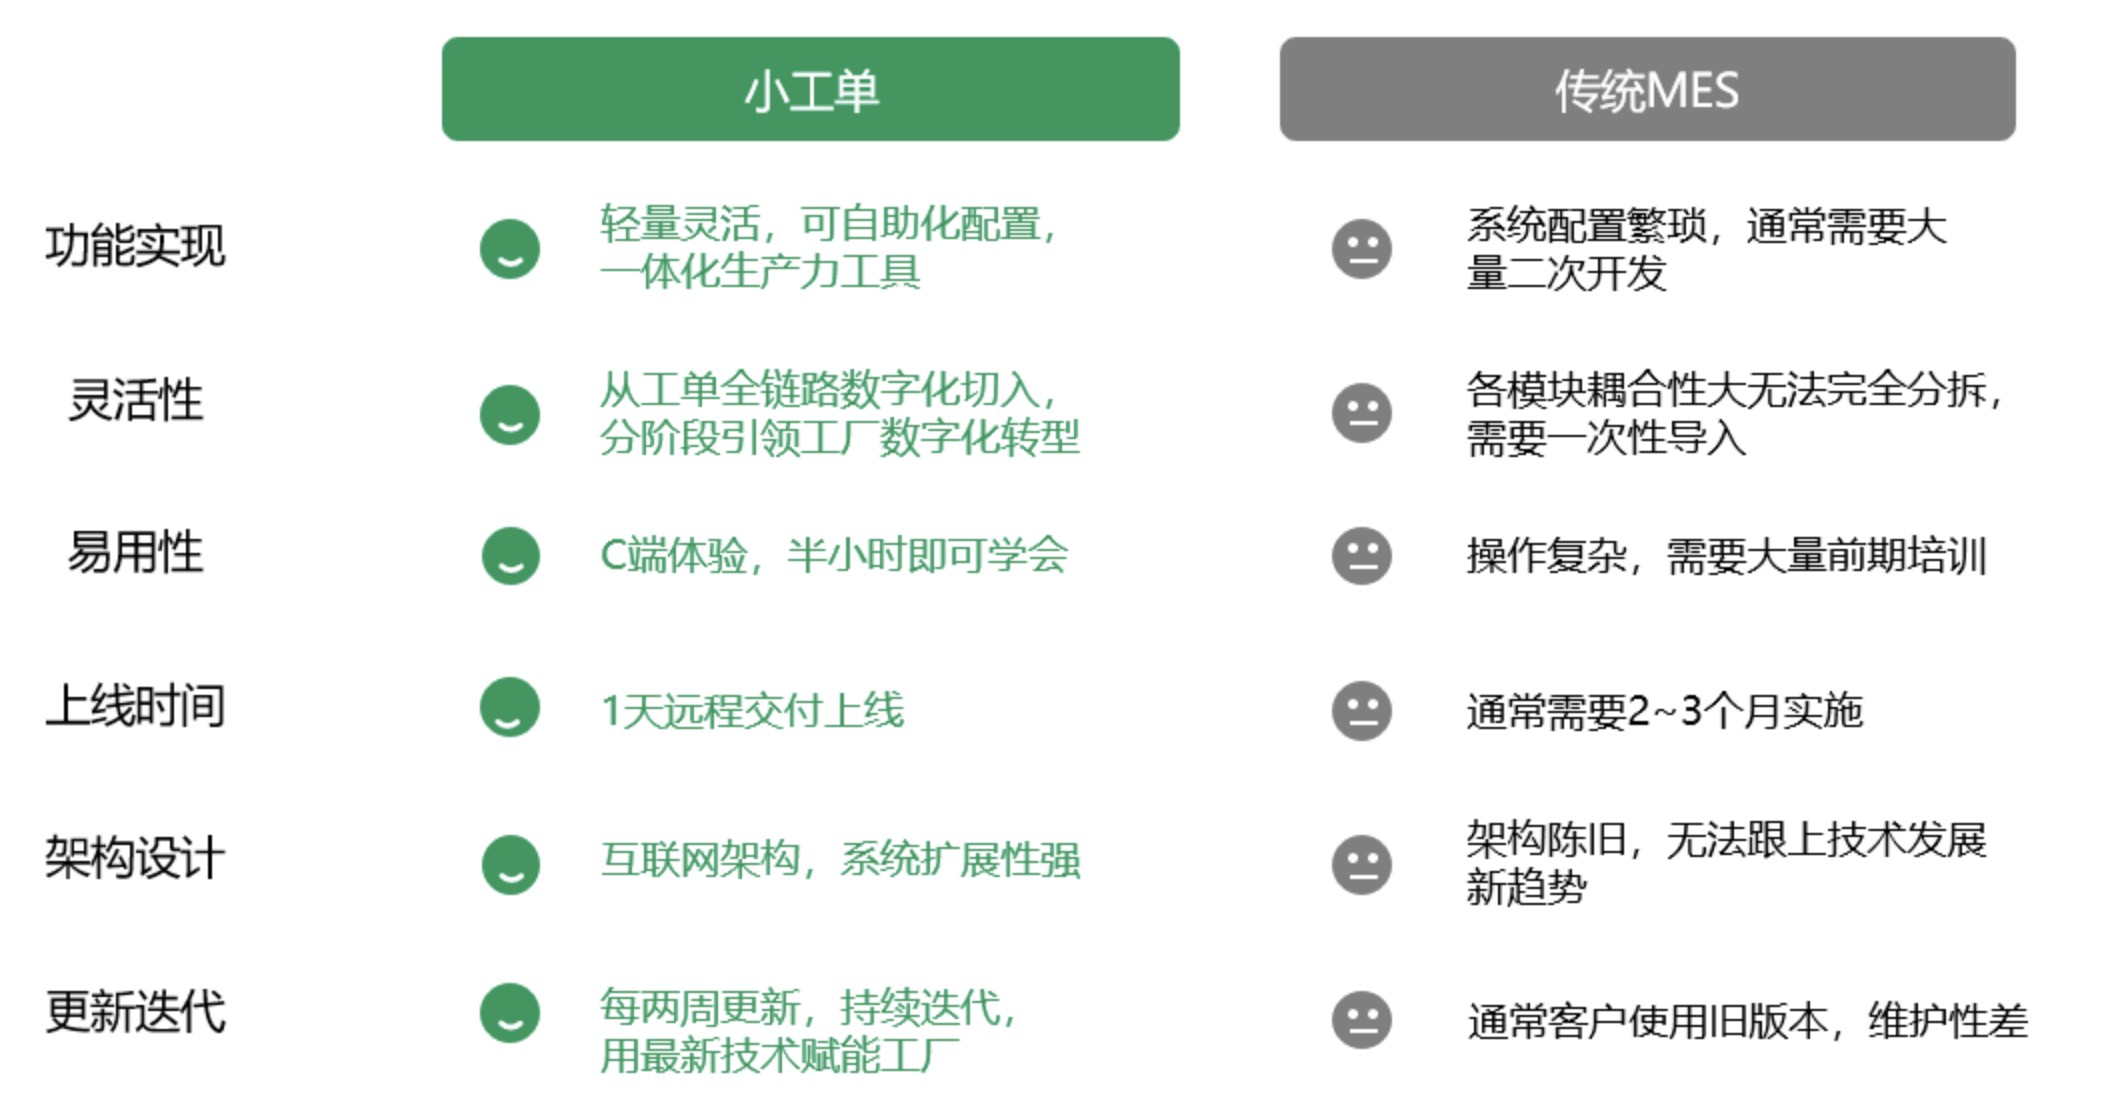 小工单
传统MES
功能实现
轻量灵活，可自助化配置，
一体化生产力工具
系统配置繁琐，通常需要大
量二次开发
灵活性
从工单全链路数字化切入，
分阶段引领工厂数字化转型
各模块耦合性大无法完全分拆，
需要一次性导入
易用性
C端体验，半小时即可学会
操作复杂，需要大量前期培训
上线时间
1天远程交付上线
通常需要2~3个月实施
架构设计
互联网架构，系统扩展性强
架构陈旧，无法跟上技术发展
新趋势
更新迭代
每两周更新，持续迭代，
用最新技术赋能工厂
通常客户使用旧版本，维护性差